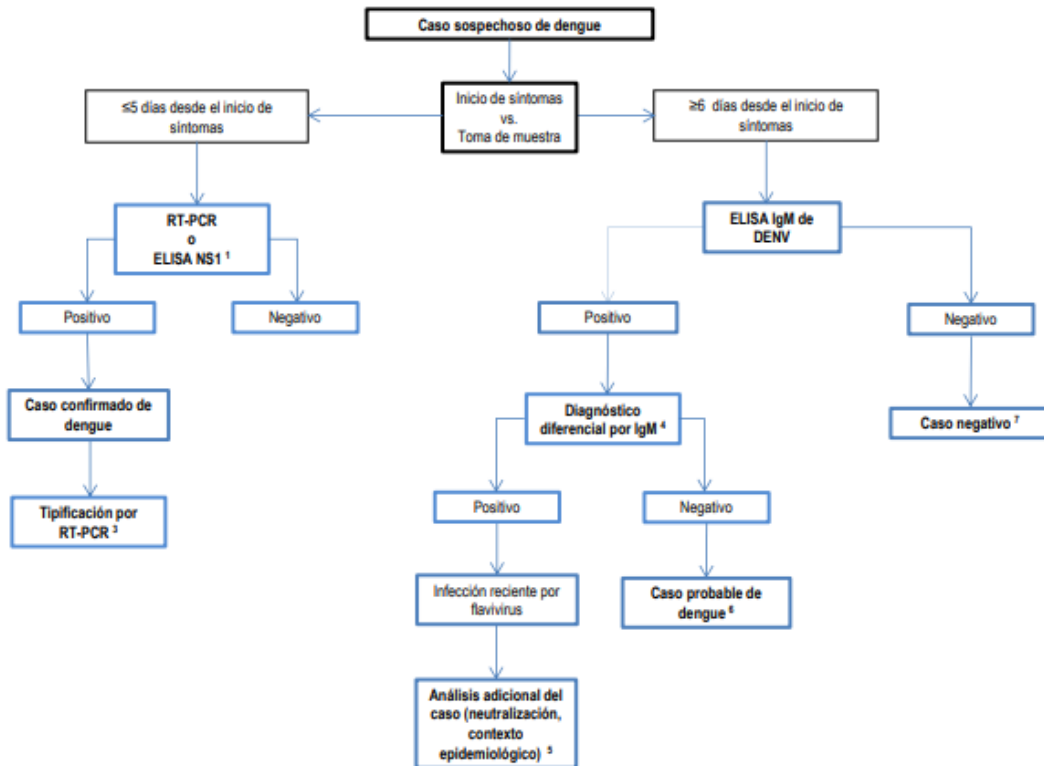 Caso sospechoso de dengue
≤5 días desde el inicio de
síntomas
Inicio de síntomas
vs.
Toma de muestra
≥6 días desde el inicio de
síntomas
RT-PCR
o
ELISA NS1 ¹
ELISA IgM de
DENV
Positivo
Negativo
Positivo
Negativo
Caso confirmado de
dengue
Diagnóstico
diferencial por IgM ⁴
Caso negativo ⁷
Tipificación por
RT-PCR ³
Positivo
Negativo
Infección reciente por
flavivirus
Caso probable de
dengue ⁶
Análisis adicional del
caso (neutralización,
contexto
epidemiológico) ⁵